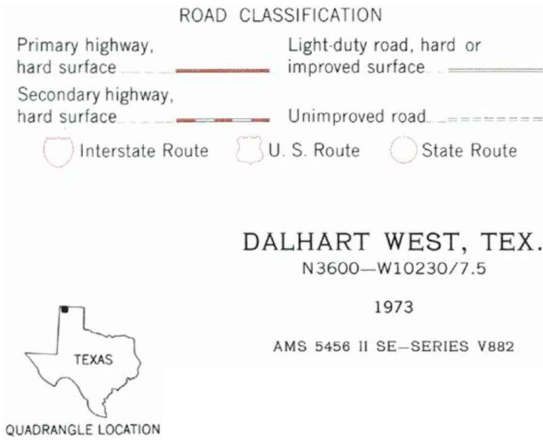 ROAD CLASSIFICATION
Primary highway,
hard surface
Light-duty road, hard or
improved surface
Secondary highway,
hard surface
Unimproved road
Interstate Route
U. S. Route
State Route
DALHART WEST, TEX.
N3600—W10230/7.5
1973
AMS 5456 II SE—SERIES V882
TEXAS
QUADRANGLE LOCATION